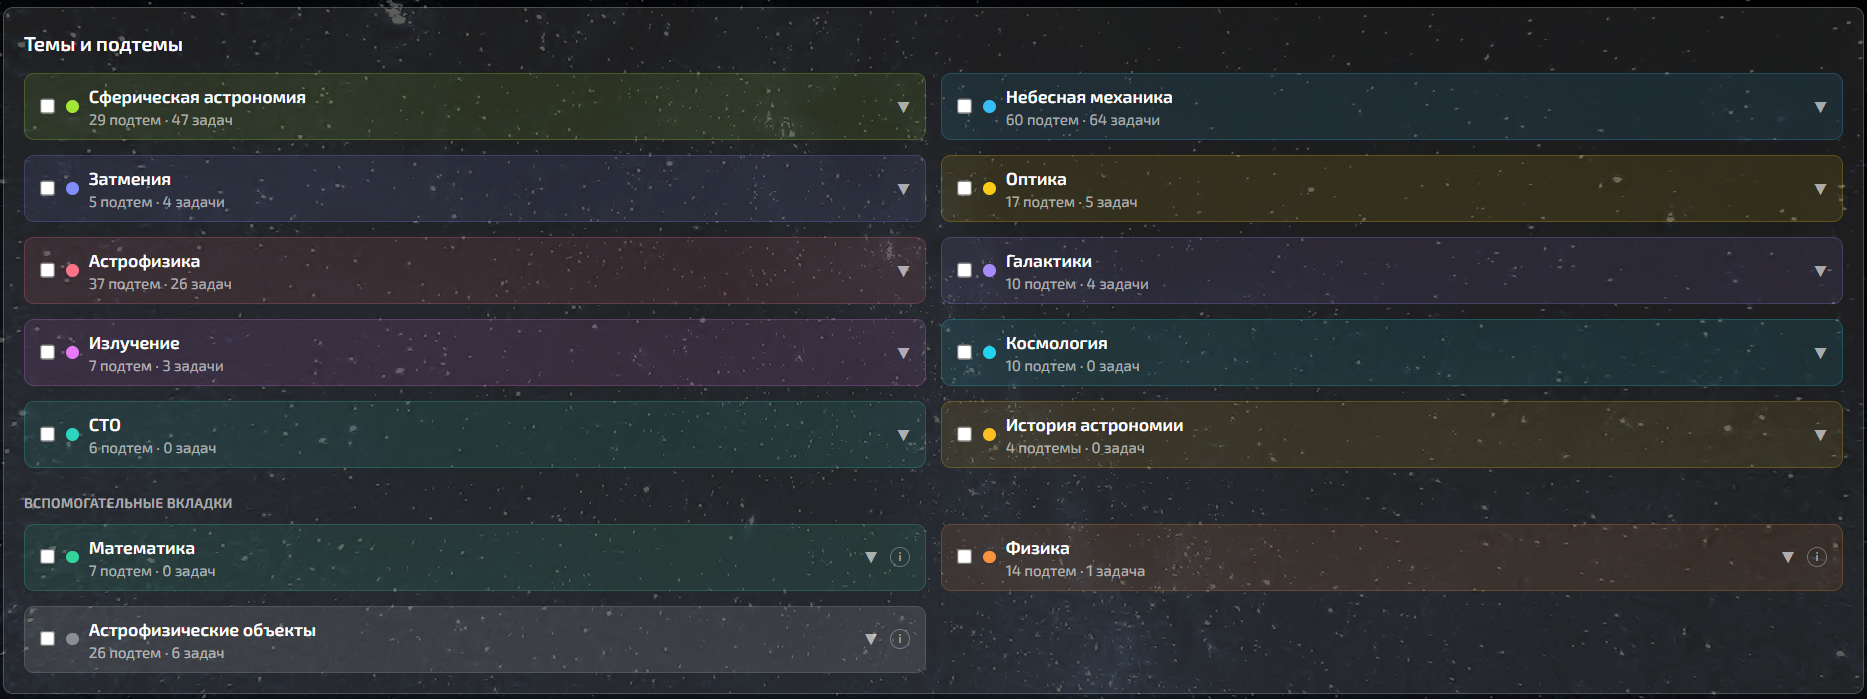 Темы и подтемы
Сферическая астрономия
29 подтем · 47 задач
Небесная механика
60 подтем · 64 задачи
Затмения
5 подтем · 4 задачи
Оптика
17 подтем · 5 задач
Астрофизика
37 подтем · 26 задач
Галактики
10 подтем · 4 задачи
Излучение
7 подтем · 3 задачи
Космология
10 подтем · 0 задач
СТО
6 подтем · 0 задач
История астрономии
4 подтемы · 0 задач
ВСПОМОГАТЕЛЬНЫЕ ВКЛАДКИ
Математика
7 подтем · 0 задач
Физика
14 подтем · 1 задача
Астрофизические объекты
26 подтем · 6 задач